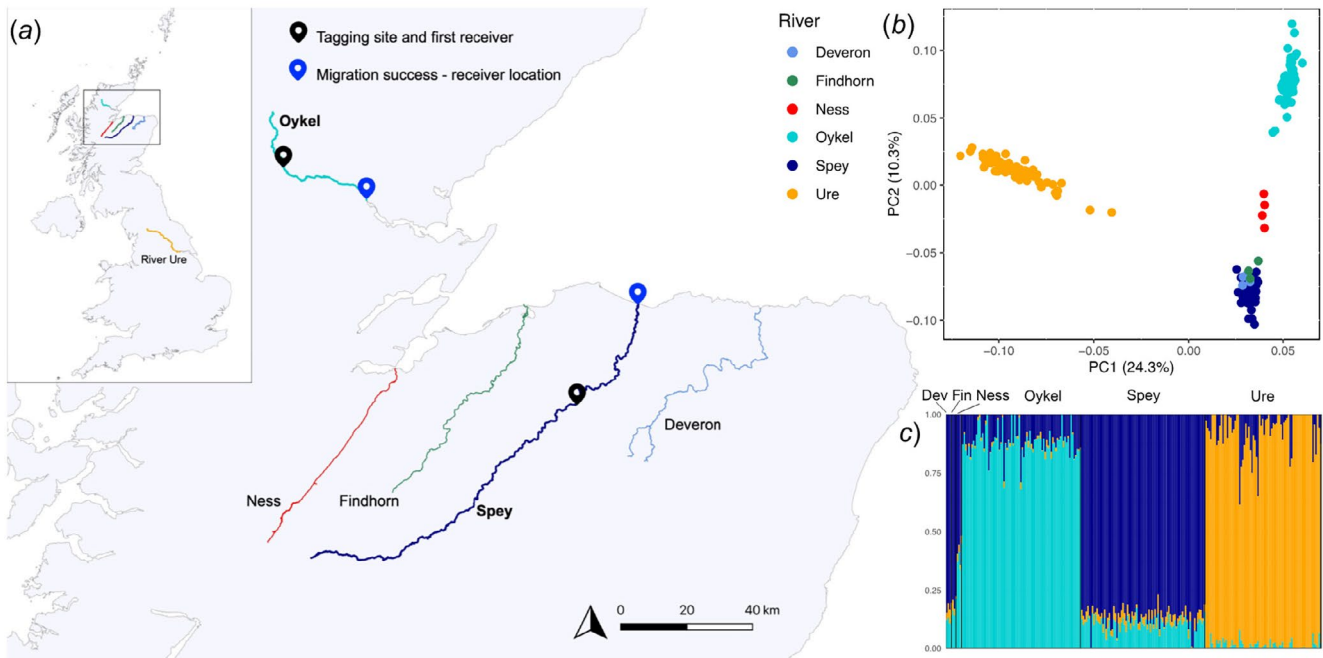 (a)
Tagging site and first receiver
Migration success - receiver location
Oykel
River Ure
Ness
Findhorn
Spey
Deveron
0 20 40 km
River
Deveron
Findhorn
Ness
Oykel
Spey
Ure
(b)
0.10
0.05
0.00
−0.05
−0.10
PC2 (10.3%)
−0.10 −0.05 0.00 0.05
PC1 (24.3%)
Dev Fin Ness Oykel Spey Ure
c)
1.00
0.75
0.50
0.25
0.00